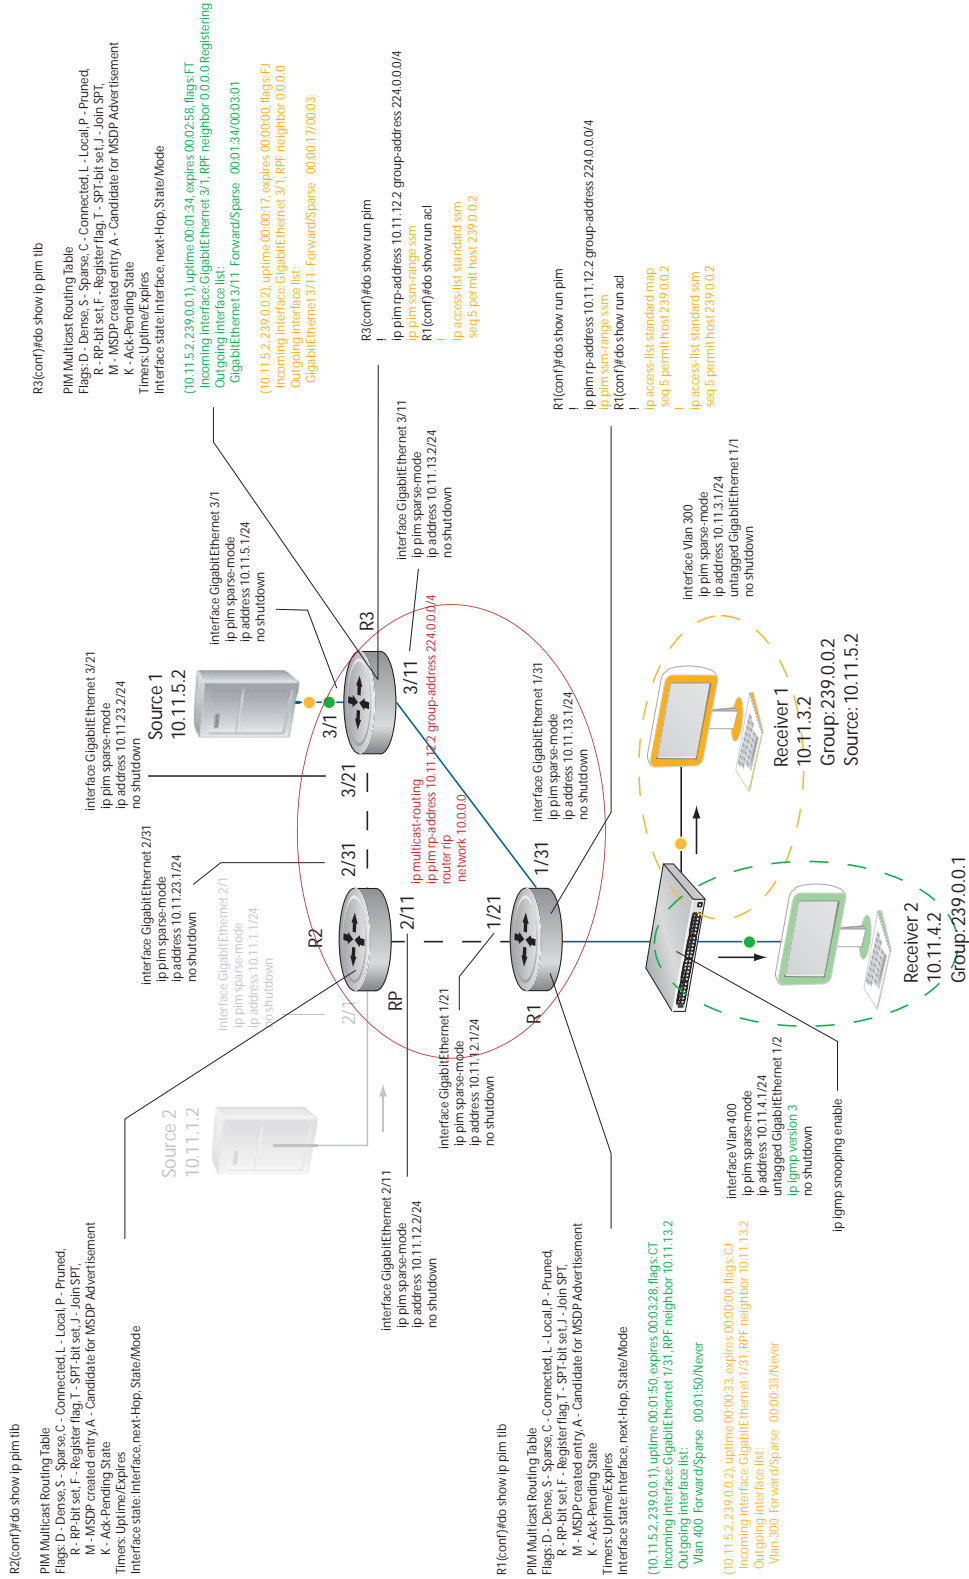 R2(conf)#do show ip pim tib
PIM Multicast Routing Table
Flags: D - Dense, S - Sparse, C - Connected, L - Local, P - Pruned,
R - RP-bit set, F - Register flag, T - SPT-bit set, J - Join SPT,
M - MSDP created entry, A - Candidate for MSDP Advertisement
K - Ack-Pending State
Timers: Uptime/Expires
Interface state: Interface, next-Hop, State/Mode
R3(conf)#do show ip pim tib
PIM Multicast Routing Table
Flags: D - Dense, S - Sparse, C - Connected, L - Local, P - Pruned,
R - RP-bit set, F - Register flag, T - SPT-bit set, J - Join SPT,
M - MSDP created entry, A - Candidate for MSDP Advertisement
K - Ack-Pending State
Timers: Uptime/Expires
Interface state: Interface, next-Hop, State/Mode
(10.11.5.2, 239.0.0.1), uptime 00:01:34, expires 00:02:58, flags: FT
Incoming interface: GigabitEthernet 3/1, RPF neighbor 0.0.0.0 Registering
Outgoing interface list:
GigabitEthernet 3/11 Forward/Sparse 00:01:34/00:03:01
(10.11.5.2, 239.0.0.2), uptime 00:00:17, expires 00:00:00, flags: FJ
Incoming interface: GigabitEthernet 3/1, RPF neighbor 0.0.0.0
Outgoing interface list:
GigabitEthernet 3/11 Forward/Sparse 00:00:17/00:03:
interface GigabitEthernet 3/21
ip pim sparse-mode
ip address 10.11.23.2/24
no shutdown
interface GigabitEthernet 2/31
ip pim sparse-mode
ip address 10.11.23.1/24
no shutdown
Source 2
10.11.1.2
interface GigabitEthernet 2/1
ip pim sparse-mode
ip address 10.11.1.1/24
no shutdown
Source 1
10.11.5.2
interface GigabitEthernet 3/1
ip pim sparse-mode
ip address 10.11.5.1/24
no shutdown
2/1
R2
2/31
3/21
3/1
R3
RP
2/11
3/11
R3(conf)#do show run pim
!
ip pim rp-address 10.11.12.2 group-address 224.0.0.0/4
ip pim ssm-range ssm
R1(conf)#do show run acl
!
ip access-list standard ssm
seq 5 permit host 239.0.0.2
interface GigabitEthernet 3/11
ip pim sparse-mode
ip address 10.11.13.2/24
no shutdown
interface GigabitEthernet 2/11
ip pim sparse-mode
ip address 10.11.12.2/24
no shutdown
ip multicast-routing
ip pim rp-address 10.11.12.2 group-address 224.0.0.0/4
router rip
network 10.0.0.0
interface GigabitEthernet 1/21
ip pim sparse-mode
ip address 10.11.12.1/24
no shutdown
1/21
1/31
R1
interface GigabitEthernet 1/31
ip pim sparse-mode
ip address 10.11.13.1/24
no shutdown
R1(conf)#do show run pim
!
ip pim rp-address 10.11.12.2 group-address 224.0.0.0/4
ip pim ssm-range ssm
R1(conf)#do show run acl
!
ip access-list standard map
seq 5 permit host 239.0.0.2
!
ip access-list standard ssm
seq 5 permit host 239.0.0.2
R1(conf)#do show ip pim tib
PIM Multicast Routing Table
Flags: D - Dense, S - Sparse, C - Connected, L - Local, P - Pruned,
R - RP-bit set, F - Register flag, T - SPT-bit set, J - Join SPT,
M - MSDP created entry, A - Candidate for MSDP Advertisement
K - Ack-Pending State
Timers: Uptime/Expires
Interface state: Interface, next-Hop, State/Mode
(10.11.5.2, 239.0.0.1), uptime 00:01:50, expires 00:03:28, flags: CT
Incoming interface: GigabitEthernet 1/31, RPF neighbor 10.11.13.2
Outgoing interface list:
Vlan 400 Forward/Sparse 00:01:50/Never
(10.11.5.2, 239.0.0.2), uptime 00:00:33, expires 00:00:00, flags: CJ
Incoming interface: GigabitEthernet 1/31, RPF neighbor 10.11.13.2
Outgoing interface list:
Vlan 300 Forward/Sparse 00:00:33/Never
interface Vlan 300
ip pim sparse-mode
ip address 10.11.3.1/24
untagged GigabitEthernet 1/1
no shutdown
Receiver 1
10.11.3.2
Group: 239.0.0.2
Source: 10.11.5.2
interface Vlan 400
ip pim sparse-mode
ip address 10.11.4.1/24
untagged GigabitEthernet 1/2
ip igmp version 3
no shutdown
ip igmp snooping enable
Receiver 2
10.11.4.2
Group: 239.0.0.1